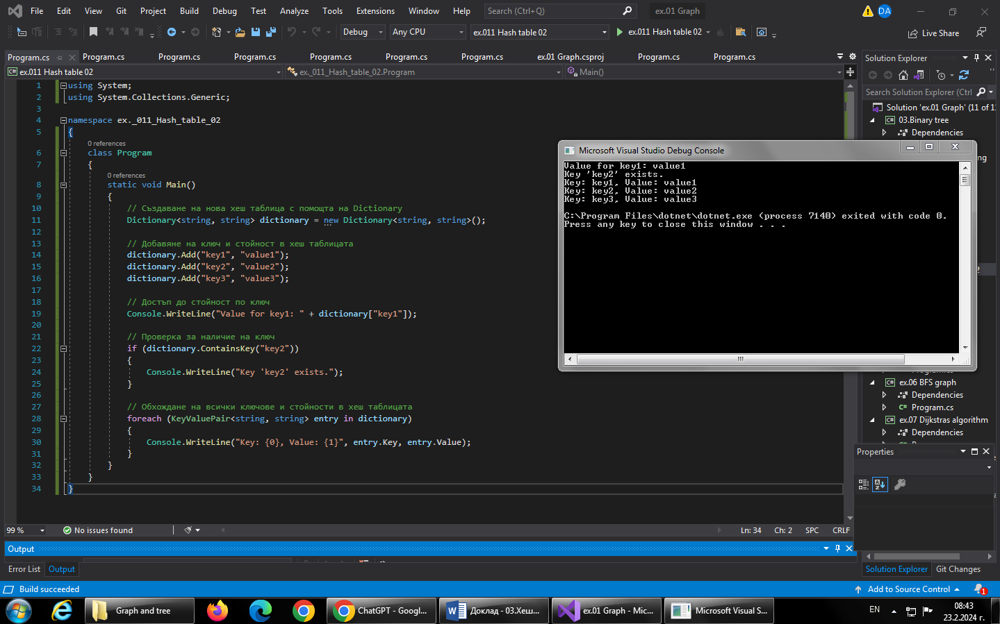 File Edit View Git Project Build Debug Test Analyze Tools Extensions Window Help Search (Ctrl+Q) ex.01 Graph DA
Debug Any CPU ex.011 Hash table 02 ex.011 Hash table 02 Live Share
Program.cs Program.cs Program.cs Program.cs Program.cs Program.cs Program.cs ex.01 Graph.csproj Program.cs Program.cs
ex.011 Hash table 02 ex._011_Hash_table_02.Program Main()
1 using System;
2 using System.Collections.Generic;
3
4 namespace ex._011_Hash_table_02
5 {
0 references
6 class Program
7 {
0 references
8 static void Main()
9 {
10 // Създаване на нова хеш таблица с помощта на Dictionary
11 Dictionary<string, string> dictionary = new Dictionary<string, string>();
12
13 // Добавяне на ключ и стойност в хеш таблицата
14 dictionary.Add("key1", "value1");
15 dictionary.Add("key2", "value2");
16 dictionary.Add("key3", "value3");
17
18 // Достъп до стойност по ключ
19 Console.WriteLine("Value for key1: " + dictionary["key1"]);
20
21 // Проверка за наличие на ключ
22 if (dictionary.ContainsKey("key2"))
23 {
24 Console.WriteLine("Key 'key2' exists.");
25 }
26
27 // Обхождане на всички ключове и стойности в хеш таблицата
28 foreach (KeyValuePair<string, string> entry in dictionary)
29 {
30 Console.WriteLine("Key: {0}, Value: {1}", entry.Key, entry.Value);
31 }
32 }
33 }
34 }
99 % No issues found Ln: 34 Ch: 2 SPC CRLF
Output
Error List Output
Microsoft Visual Studio Debug Console
Value for key1: value1
Key 'key2' exists.
Key: key1, Value: value1
Key: key2, Value: value2
Key: key3, Value: value3
C:\Program Files\dotnet\dotnet.exe (process 7140) exited with code 0.
Press any key to close this window . . .
Solution Explorer
Search Solution Explorer (Ctrl
Solution 'ex.01 Graph' (11 of 1
03.Binary tree
Dependencies
ex.06 BFS graph
Dependencies
Program.cs
ex.07 Dijkstras algorithm
Dependencies
Properties
Solution Explorer Git Changes
Build succeeded Add to Source Control 1
Graph and tree ChatGPT - Googl... Доклад - 03.Хеш... ex.01 Graph - Mic... Microsoft Visual S... EN 08:43
23.2.2024 г.